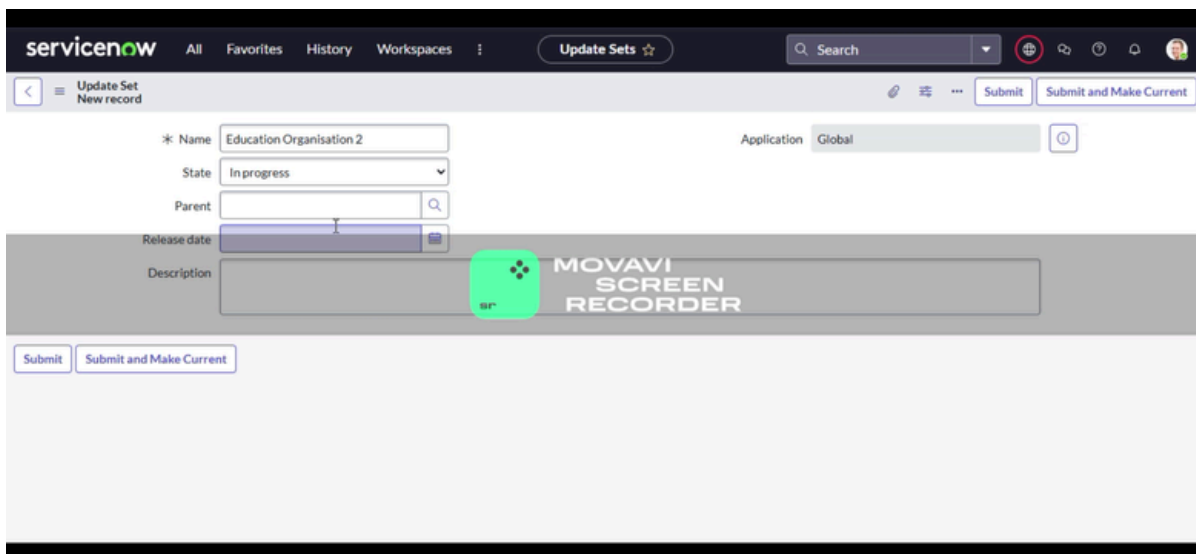 servicenow All Favorites History Workspaces Update Sets Search
Update Set
New record
Submit Submit and Make Current
* Name Education Organisation 2 Application Global
State In progress
Parent
Release date
Description
MOVAVI
SCREEN
RECORDER
sr
Submit Submit and Make Current